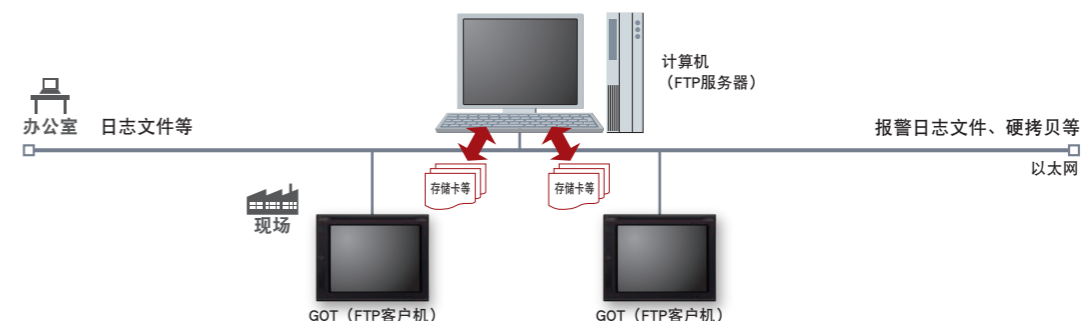 计算机
（FTP服务器）
办公室
日志文件等
报警日志文件、硬拷贝等
以太网
存储卡等
存储卡等
现场
GOT（FTP客户机）
GOT（FTP客户机）